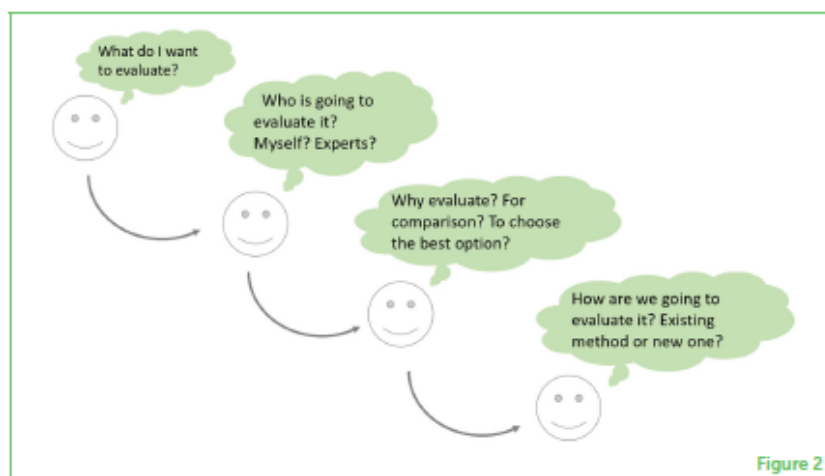 What do I want
to evaluate?
Who is going to
evaluate it?
Myself? Experts?
Why evaluate? For
comparison? To choose
the best option?
How are we going to
evaluate it? Existing
method or new one?
Figure 2